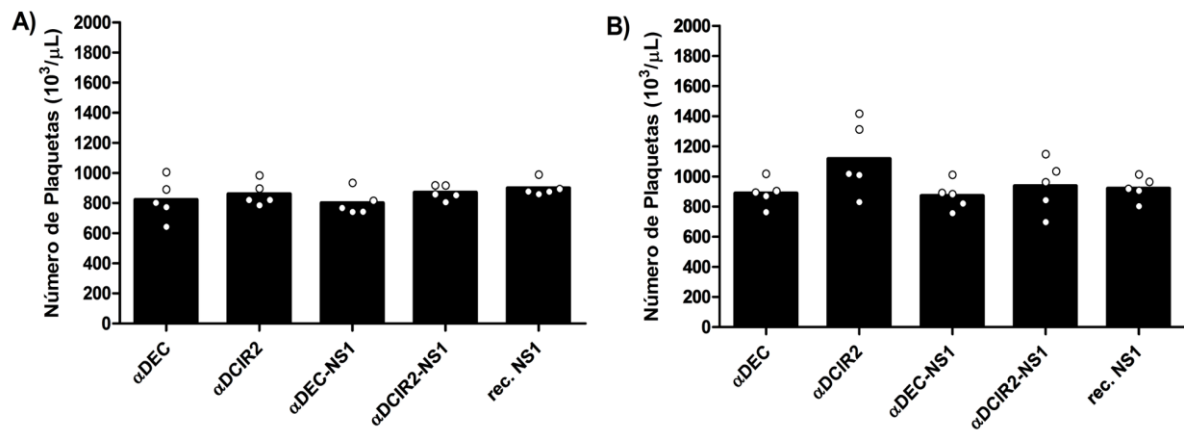 A)
Número de Plaquetas (10³/μL)
2000
1800
1600
1400
1200
1000
800
600
400
200
0
αDEC
αDCIR2
αDEC-NS1
αDCIR2-NS1
rec. NS1
B)
Número de Plaquetas (10³/μL)
2000
1800
1600
1400
1200
1000
800
600
400
200
0
αDEC
αDCIR2
αDEC-NS1
αDCIR2-NS1
rec. NS1